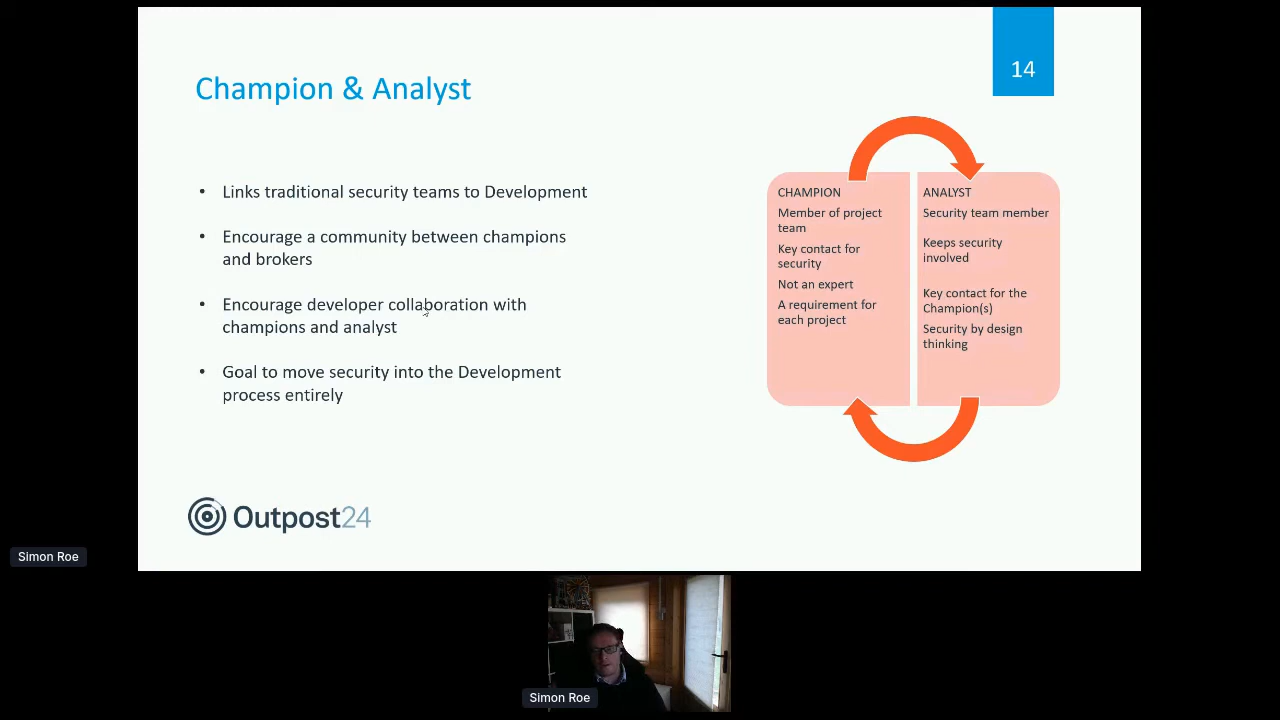 14
Champion & Analyst
• Links traditional security teams to Development
• Encourage a community between champions
and brokers
• Encourage developer collaboration with
champions and analyst
• Goal to move security into the Development
process entirely
CHAMPION
Member of project
team
Key contact for
security
Not an expert
A requirement for
each project
ANALYST
Security team member
Keeps security
involved
Key contact for the
Champion(s)
Security by design
thinking
Outpost24
Simon Roe
Simon Roe